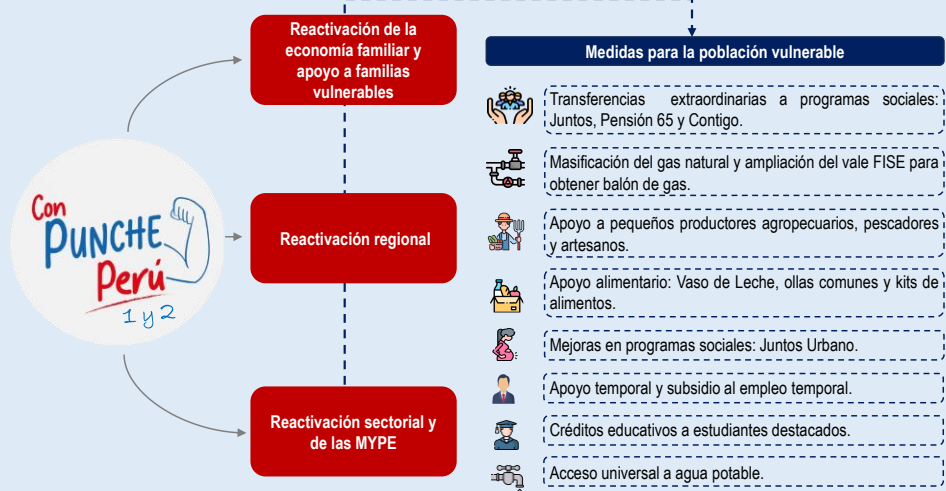 Reactivación de la
economía familiar y
apoyo a familias
vulnerables
Con
PUNCHE
Perú
1 y 2
Reactivación regional
Reactivación sectorial y
de las MYPE
Medidas para la población vulnerable
Transferencias extraordinarias a programas sociales:
Juntos, Pensión 65 y Contigo.
Masificación del gas natural y ampliación del vale FISE para
obtener balón de gas.
Apoyo a pequeños productores agropecuarios, pescadores
y artesanos.
Apoyo alimentario: Vaso de Leche, ollas comunes y kits de
alimentos.
Mejoras en programas sociales: Juntos Urbano.
Apoyo temporal y subsidio al empleo temporal.
Créditos educativos a estudiantes destacados.
Acceso universal a agua potable.